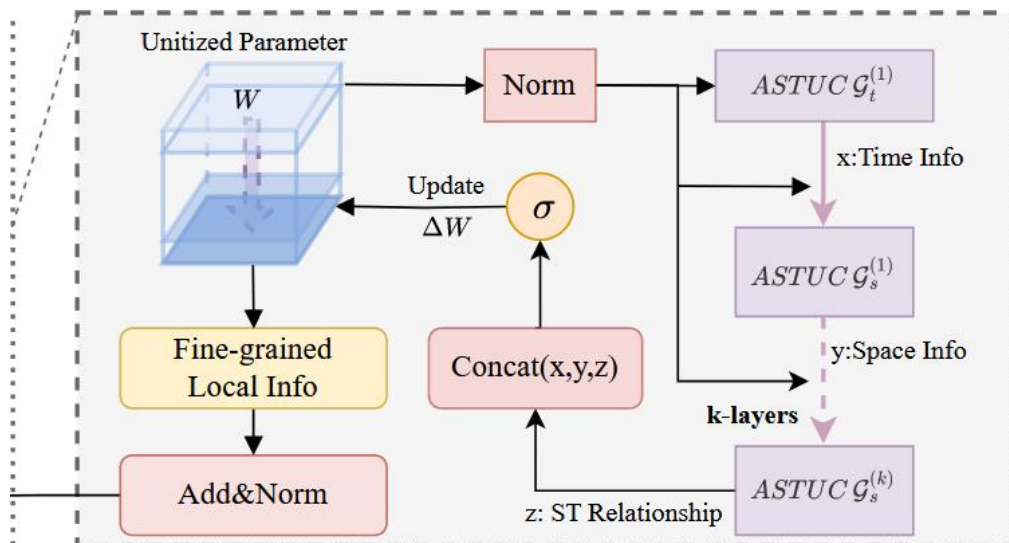 Unitized Parameter
W
Norm
ASTUC 𝒢_t^{(1)}
x:Time Info
Update
ΔW
σ
ASTUC 𝒢_s^{(1)}
Fine-grained
Local Info
Concat(x,y,z)
y:Space Info
k-layers
Add&Norm
z: ST Relationship
ASTUC 𝒢_s^{(k)}